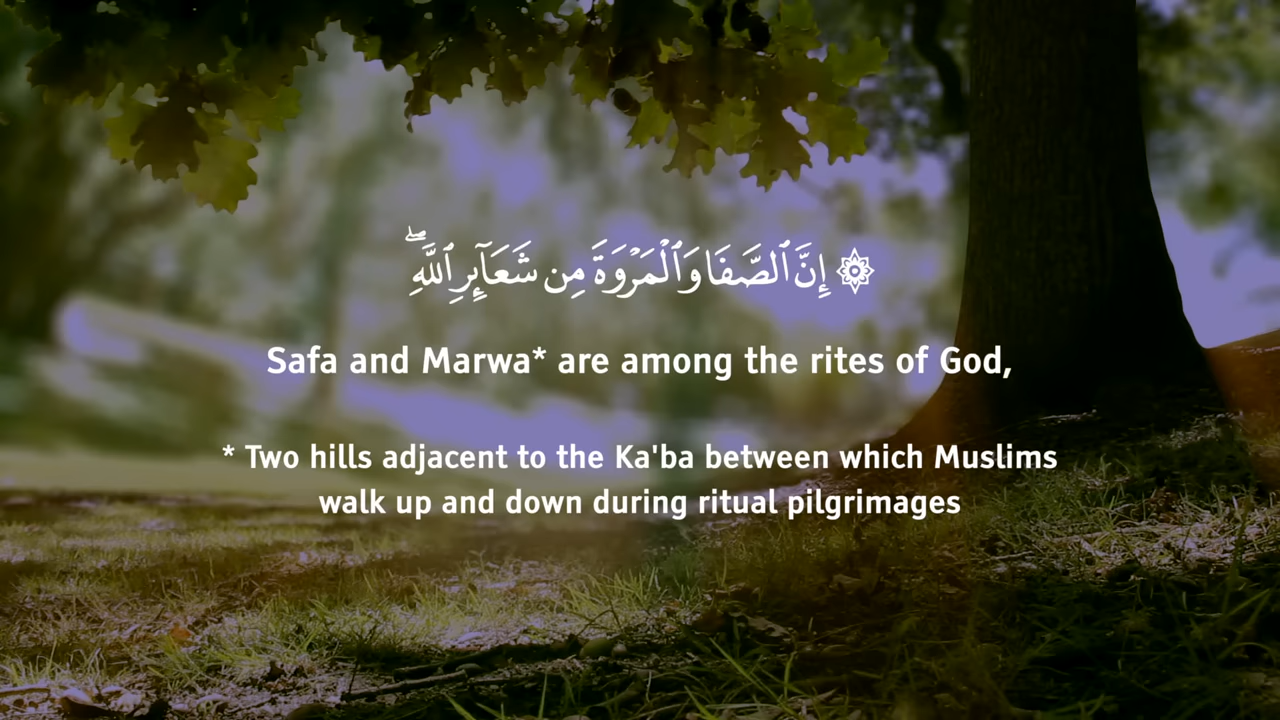 ۞ إِنَّ ٱلصَّفَا وَٱلْمَرْوَةَ مِن شَعَآئِرِ ٱللَّهِۖ
Safa and Marwa* are among the rites of God,
* Two hills adjacent to the Ka'ba between which Muslims
walk up and down during ritual pilgrimages